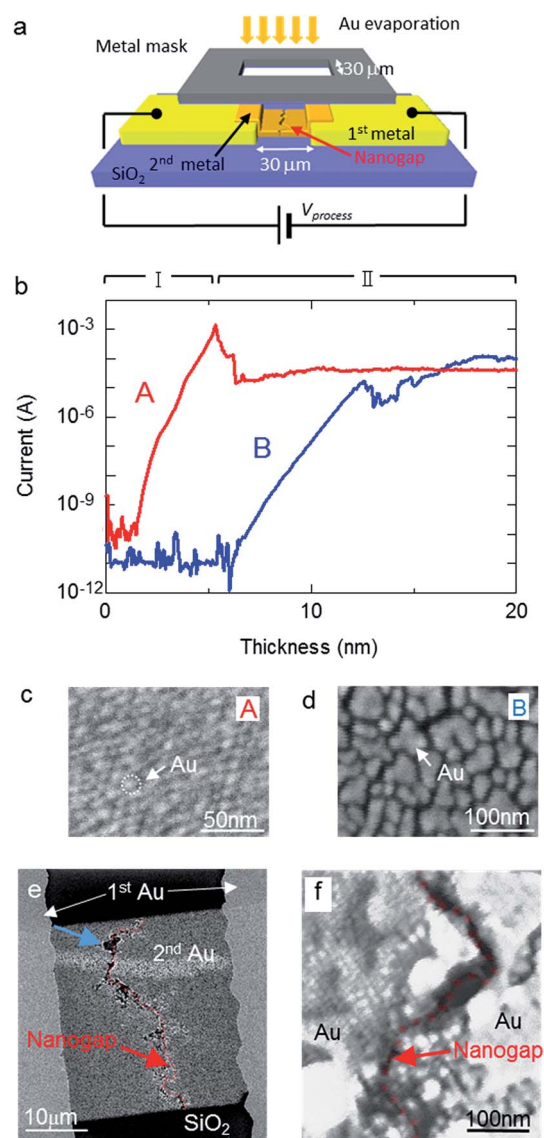 a
Au evaporation
Metal mask
30 µm
1st metal
2nd metal
Nanogap
SiO2
30 µm
Vprocess
b
I
II
10-3
10-6
10-9
10-12
Current (A)
A
B
0
10
20
Thickness (nm)
c
A
Au
50nm
d
B
Au
100nm
e
1st Au
2nd Au
Nanogap
10µm
SiO2
f
Au
Au
Nanogap
100nm